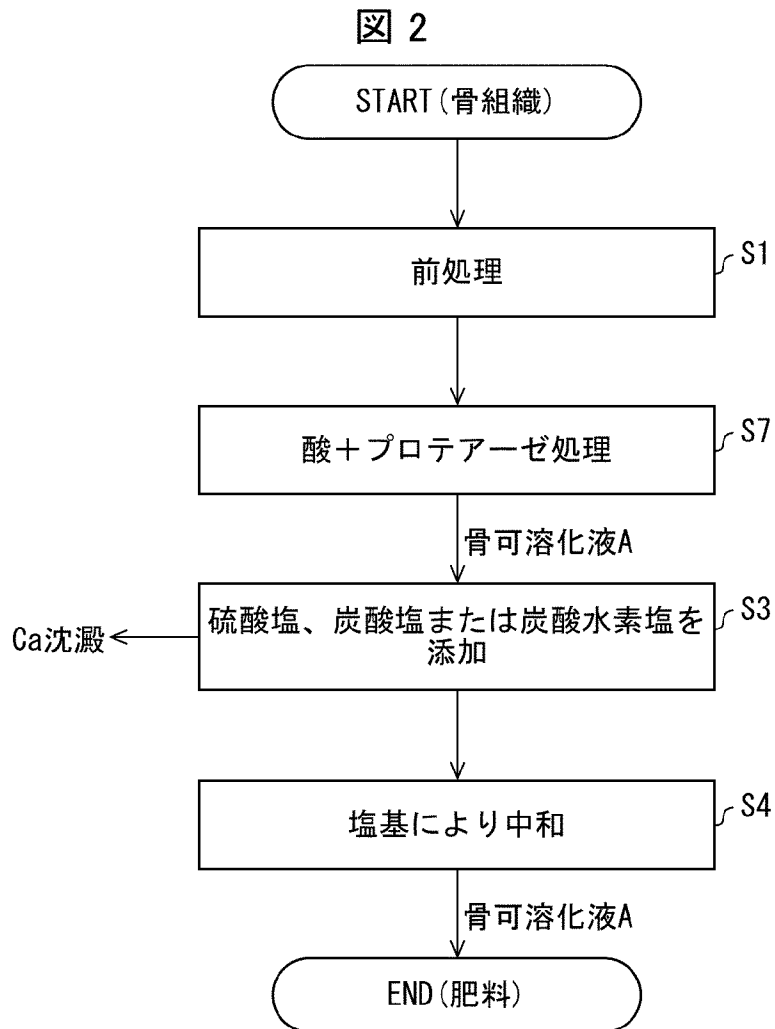 図 2
START(骨組織)
前処理
S1
酸＋プロテアーゼ処理
S7
骨可溶化液A
硫酸塩、炭酸塩または炭酸水素塩を
添加
S3
Ca沈澱
塩基により中和
S4
骨可溶化液A
END(肥料)